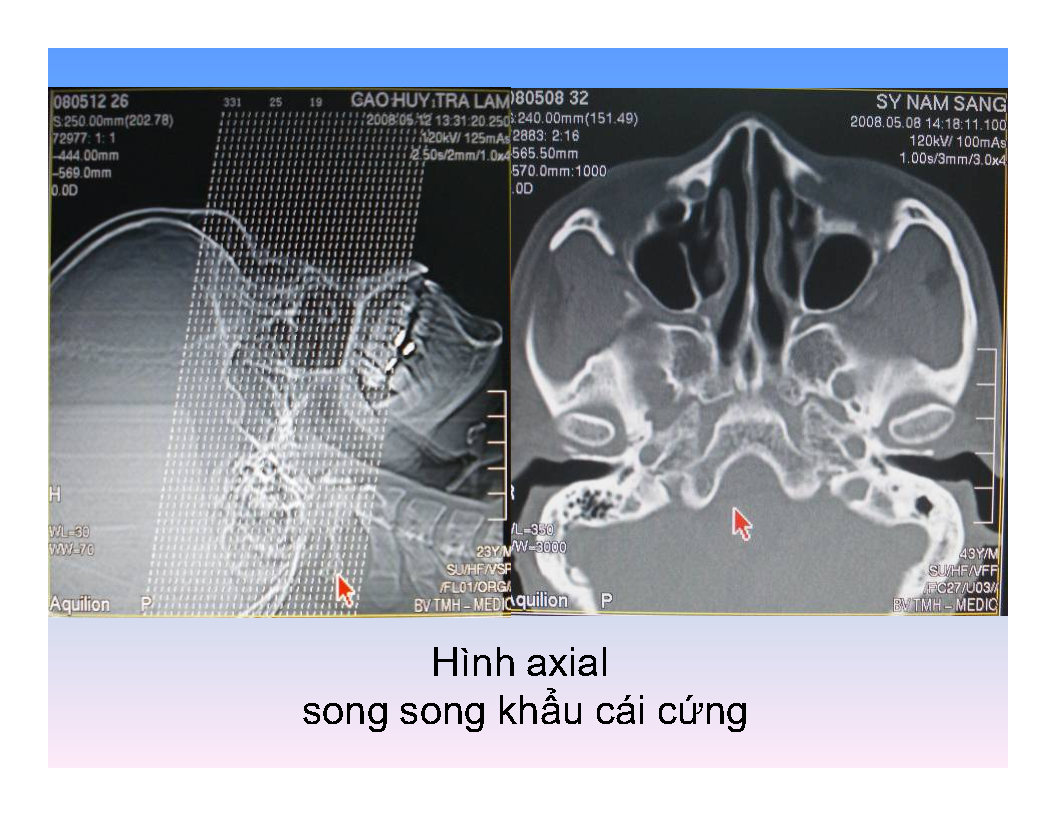 080512 26
S:250.00mm(202.78)
72977: 1: 1
-444.00mm
-569.0mm
0.0D
331 25 19
CAO HUY TRA LAM
2008.05.12 13:31:20.250
120kV/ 125mAs
2.50s/2mm/1.0x4
H
WL=30
WW=70
Aquilion P
23Y/M
SU/HF/VSP
/FL01/ORG/
BV TMH - MEDIC
080508 32
S:240.00mm(151.49)
2883: 2:16
-565.50mm
570.0mm:1000
.0D
SY NAM SANG
2008.05.08 14:18:11.100
120kV/ 100mAs
1.00s/3mm/3.0x4
R
/L=350
/W=3000
Aquilion P
43Y/M
SU/HF/VFF
/FC27/U03//
BV TMH - MEDIC
Hình axial
song song khẩu cái cứng